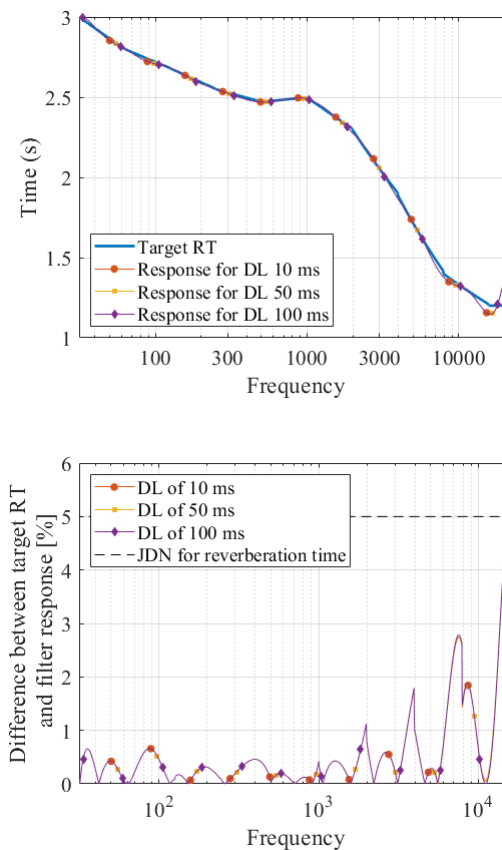 3
2.5
2
1.5
1
Time (s)
Target RT
Response for DL 10 ms
Response for DL 50 ms
Response for DL 100 ms
100
300
1000
3000
10000
Frequency
6
5
4
3
2
1
0
Difference between target RT
and filter response [%]
DL of 10 ms
DL of 50 ms
DL of 100 ms
JDN for reverberation time
10²
10³
10⁴
Frequency